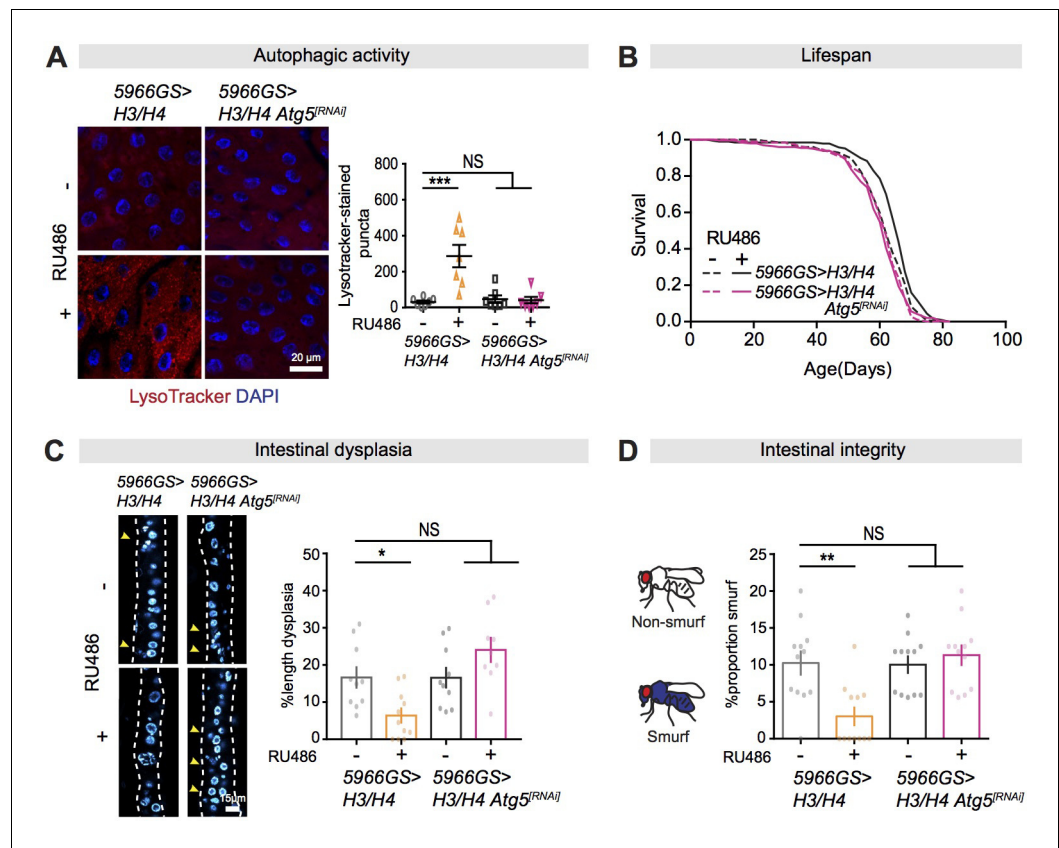 A
Autophagic activity
5966GS>
H3/H4
5966GS>
H3/H4 Atg5[RNAi]
RU486
-
+
20 µm
LysoTracker DAPI
Lysotracker-stained
puncta
800
600
400
200
0
***
NS
RU486
- + - +
5966GS>
H3/H4
5966GS>
H3/H4 Atg5[RNAi]
B
Lifespan
Survival
1.0
0.8
0.6
0.4
0.2
0.0
RU486
- +
5966GS>H3/H4
5966GS>H3/H4
Atg5[RNAi]
0 20 40 60 80 100
Age(Days)
C
Intestinal dysplasia
5966GS>
H3/H4
5966GS>
H3/H4 Atg5[RNAi]
RU486
-
+
15µm
%length dysplasia
50
40
30
20
10
0
*
NS
RU486
- + - +
5966GS>
H3/H4
5966GS>
H3/H4 Atg5[RNAi]
D
Intestinal integrity
Non-smurf
Smurf
%proportion smurf
25
20
15
10
5
0
**
NS
RU486
- + - +
5966GS>
H3/H4
5966GS>
H3/H4 Atg5[RNAi]